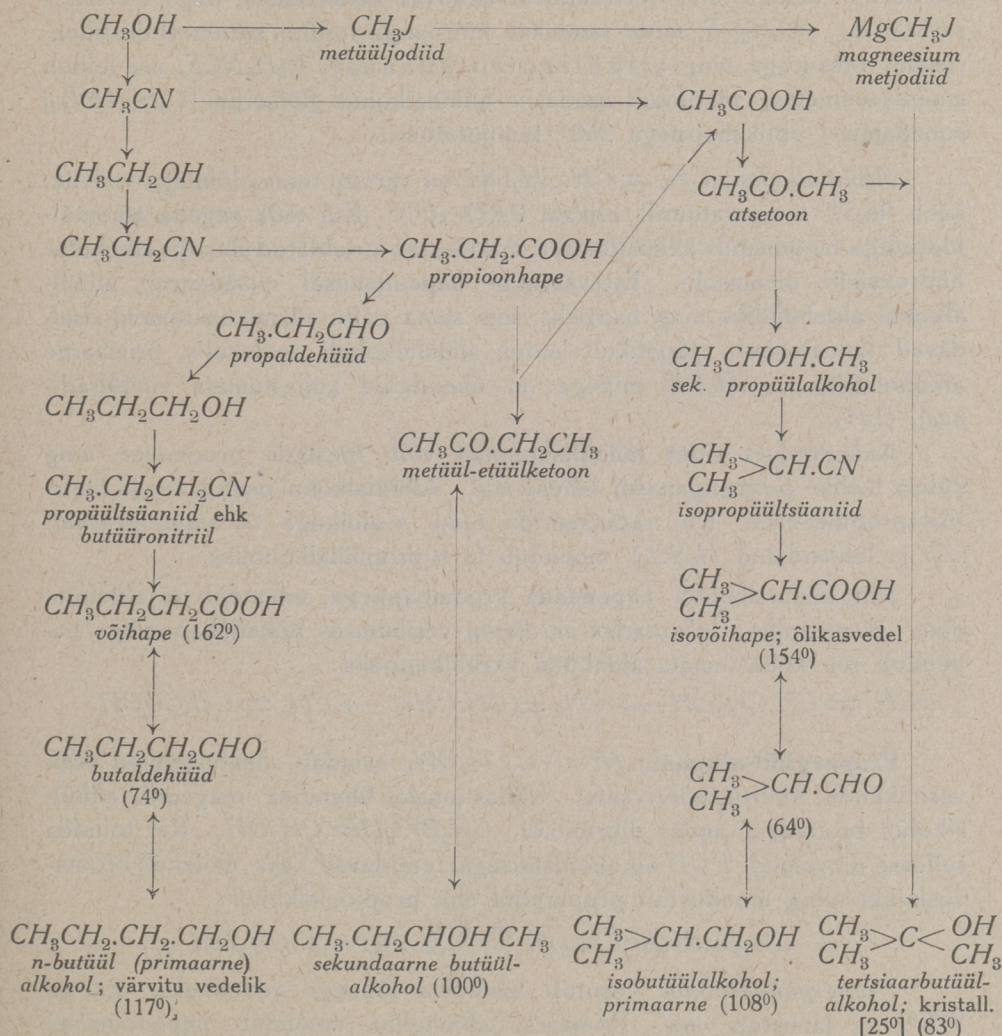 CH₃OH CH₃J MgCH₃J
metüüljodiid magneesium
metjodiid
CH₃CN CH₃COOH
CH₃CH₂OH
CH₃CO.CH₃
atsetoon
CH₃CH₂CN CH₃.CH₂.COOH
propioonhape
CH₃.CH₂CHO
propaldehüüd
CH₃CHOH.CH₃
sek. propüülalkohol
CH₃CH₂CH₂OH
CH₃CO.CH₂CH₃
metüül-etüülketoon
CH₃
CH₃>CH.CN
isopropüültsüaniid
CH₃.CH₂CH₂CN
propüültsüaniid ehk
butüüronitriil
CH₃CH₂CH₂COOH
võihape (162⁰)
CH₃
CH₃>CH.COOH
isovõihape; õlikasvedel
(154⁰)
CH₃CH₂CH₂CHO
butaldehüüd
(74⁰)
CH₃
CH₃>CH.CHO
(64⁰)
CH₃CH₂.CH₂.CH₂OH
n-butüül (primaarne)
alkohol; värvitu vedelik
(117⁰)
CH₃.CH₂CHOH CH₃
sekundaarne butüül-
alkohol (100⁰)
CH₃
CH₃>CH.CH₂OH
isobutüülalkohol;
primaarne (108⁰)
CH₃ OH
CH₃>C<CH₃
tertsiaarbutüül-
alkohol; kristall.
[25⁰] (83⁰)